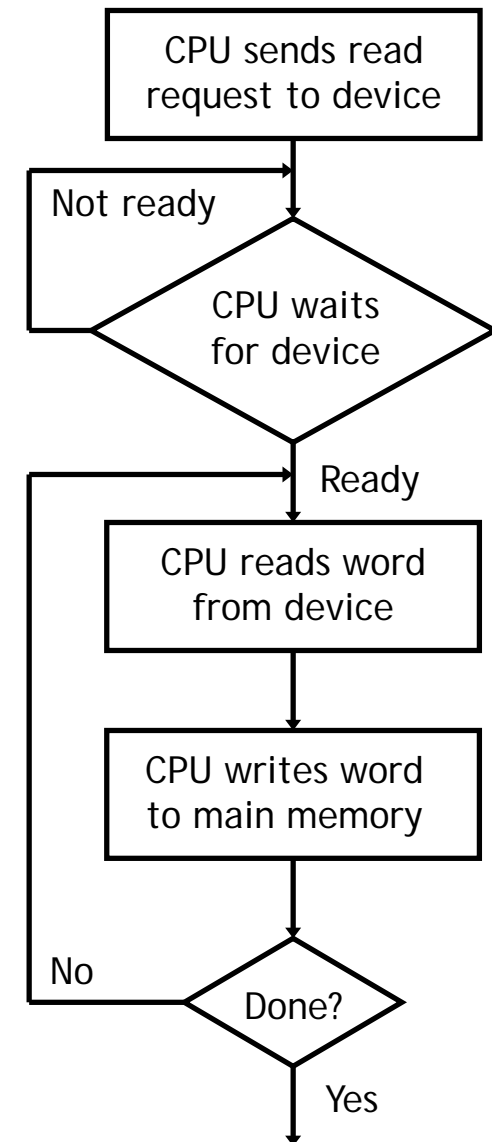 CPU sends read
request to device
Not ready
CPU waits
for device
Ready
CPU reads word
from device
CPU writes word
to main memory
No
Done?
Yes